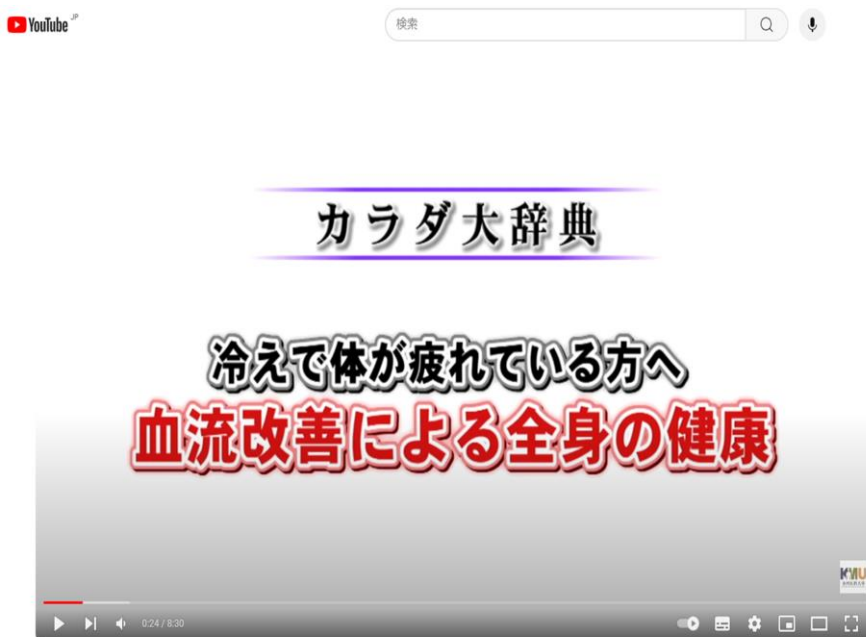 YouTube JP
検索
カラダ大辞典
冷えで体が疲れている方へ
血流改善による全身の健康
KMU
0:24 / 8:30